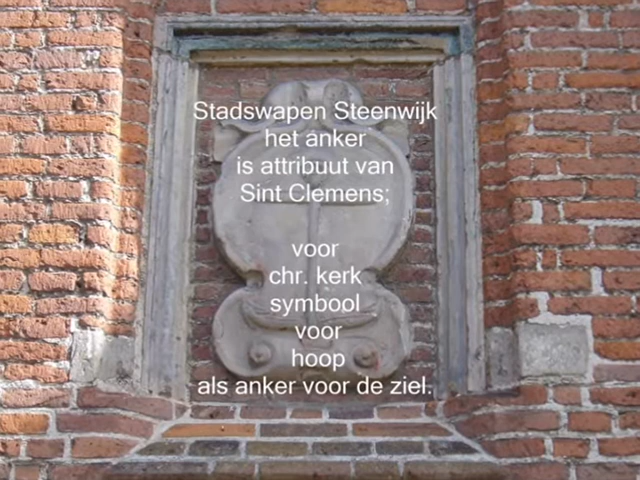 Stadswapen Steenwijk
het anker
is attribuut van
Sint Clemens;
voor
chr. kerk
symbool
voor
hoop
als anker voor de ziel.